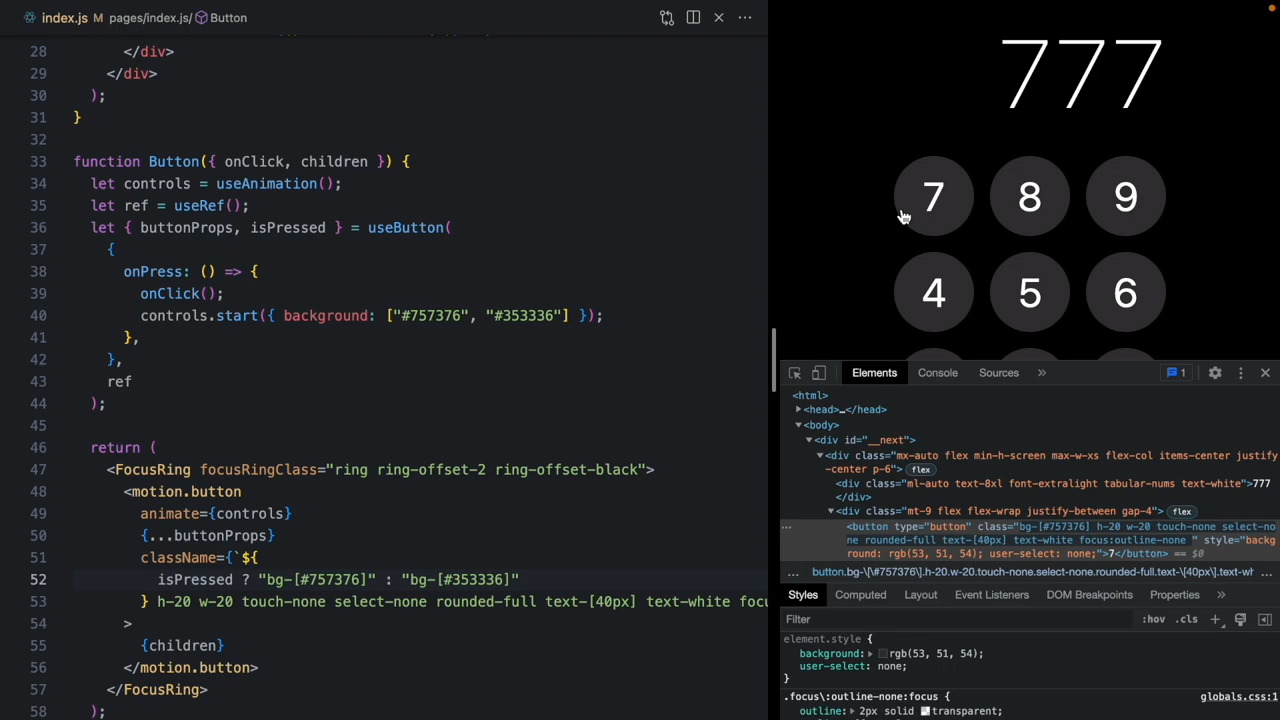 index.js M pages/index.js/ Button
28 </div>
29 </div>
30 );
31 }
32
33 function Button({ onClick, children }) {
34 let controls = useAnimation();
35 let ref = useRef();
36 let { buttonProps, isPressed } = useButton(
37 {
38 onPress: () => {
39 onClick();
40 controls.start({ background: ["#757376", "#353336"] });
41 },
42 },
43 ref
44 );
45
46 return (
47 <FocusRing focusRingClass="ring ring-offset-2 ring-offset-black">
48 <motion.button
49 animate={controls}
50 {...buttonProps}
51 className={`${
52 isPressed ? "bg-[#757376]" : "bg-[#353336]"
53 } h-20 w-20 touch-none select-none rounded-full text-[40px] text-white focu
54 >
55 {children}
56 </motion.button>
57 </FocusRing>
58 );
777
7 8 9
4 5 6
Elements Console Sources » 1
<html>
<head>…</head>
<body>
<div id="__next">
<div class="mx-auto flex min-h-screen max-w-xs flex-col items-center justify
-center p-6"> flex
<div class="ml-auto text-8xl font-extralight tabular-nums text-white">777
</div>
<div class="mt-9 flex flex-wrap justify-between gap-4"> flex
… <button type="button" class="bg-[#757376] h-20 w-20 touch-none select-no
ne rounded-full text-[40px] text-white focus:outline-none " style="backg
round: rgb(53, 51, 54); user-select: none;">7</button> == $0
… button.bg-\[\#757376\].h-20.w-20.touch-none.select-none.rounded-full.text-\[40px\].text-wh …
Styles Computed Layout Event Listeners DOM Breakpoints Properties »
Filter :hov .cls +
element.style {
background: rgb(53, 51, 54);
user-select: none;
}
.focus\:outline-none:focus { globals.css:1
outline: 2px solid transparent;